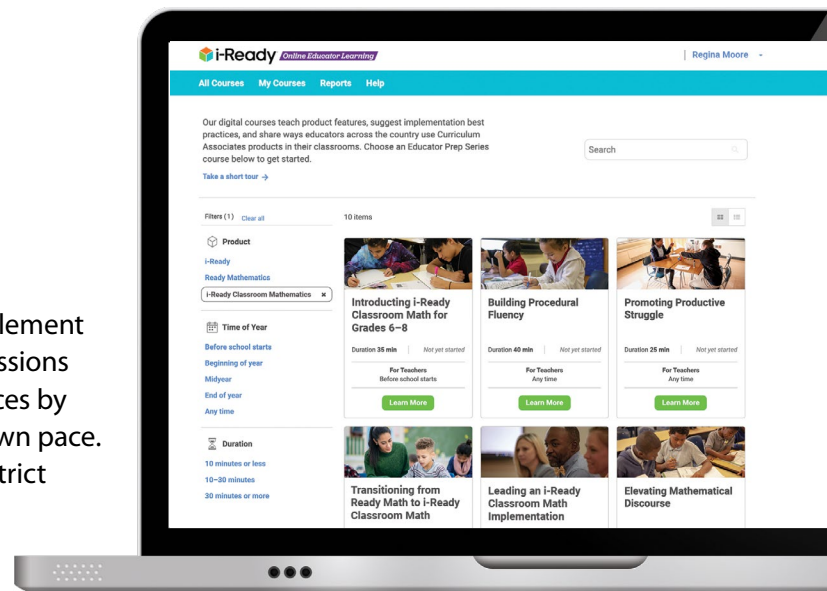 plement
ssions
ces by
wn pace.
trict
i-Ready Online Educator Learning
Regina Moore
All Courses My Courses Reports Help
Our digital courses teach product features, suggest implementation best
practices, and share ways educators across the country use Curriculum
Associates products in their classrooms. Choose an Educator Prep Series
course below to get started.
Take a short tour →
Search
Filters (1) Clear all
10 items
Product
i-Ready
Ready Mathematics
i-Ready Classroom Mathematics ×
Time of Year
Before school starts
Beginning of year
Midyear
End of year
Any time
Duration
10 minutes or less
10–30 minutes
30 minutes or more
Introducing i-Ready
Classroom Math for
Grades 6–8
Duration 35 min Not yet started
For Teachers
Before school starts
Learn More
Building Procedural
Fluency
Duration 40 min Not yet started
For Teachers
Any time
Learn More
Promoting Productive
Struggle
Duration 25 min Not yet started
For Teachers
Any time
Learn More
Transitioning from
Ready Math to i-Ready
Classroom Math
Leading an i-Ready
Classroom Math
Implementation
Elevating Mathematical
Discourse